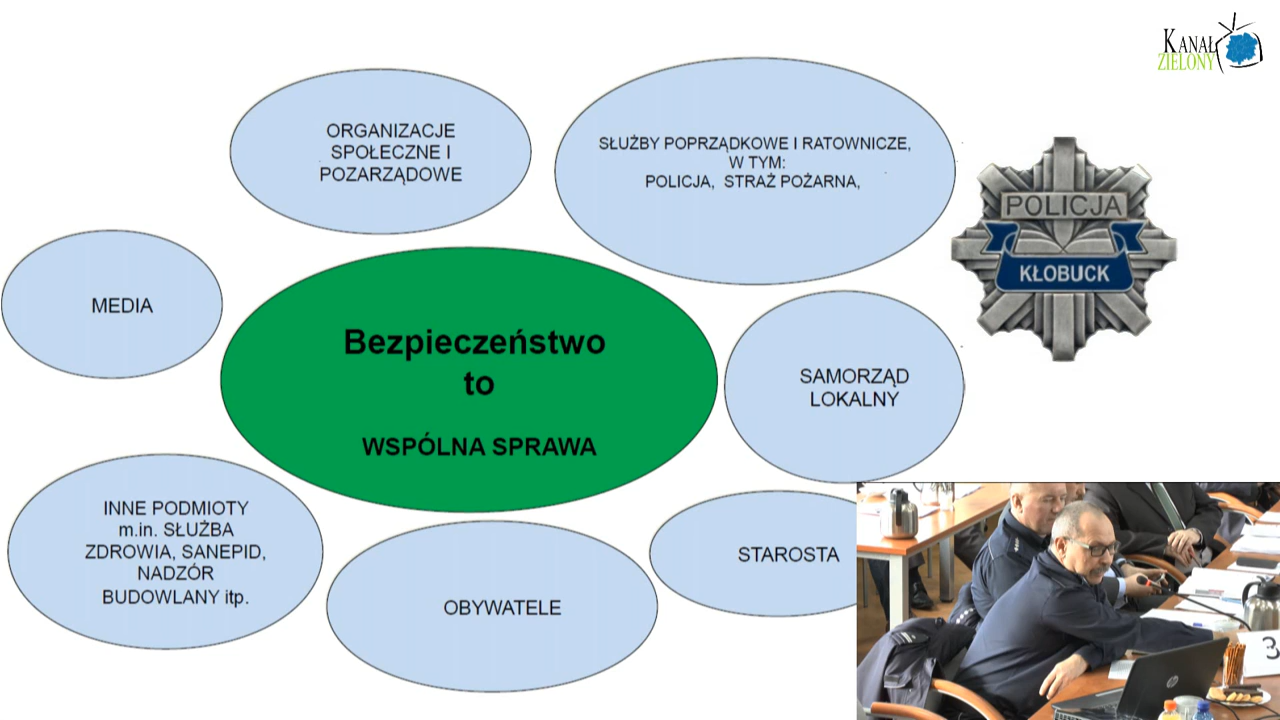 KANAŁ
ZIELONY
ORGANIZACJE
SPOŁECZNE I
POZARZĄDOWE
SŁUŻBY POPRZĄDKOWE I RATOWNICZE,
W TYM:
POLICJA, STRAŻ POŻARNA,
POLICJA
KŁOBUCK
MEDIA
Bezpieczeństwo
to
WSPÓLNA SPRAWA
SAMORZĄD
LOKALNY
INNE PODMIOTY
m.in. SŁUŻBA
ZDROWIA, SANEPID,
NADZÓR
BUDOWLANY itp.
OBYWATELE
STAROSTA
3
hp